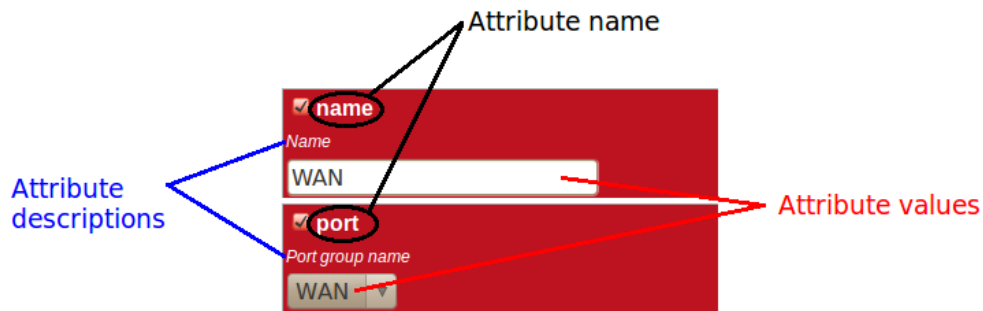 Attribute name
name
Name
WAN
Attribute
descriptions
Attribute values
port
Port group name
WAN